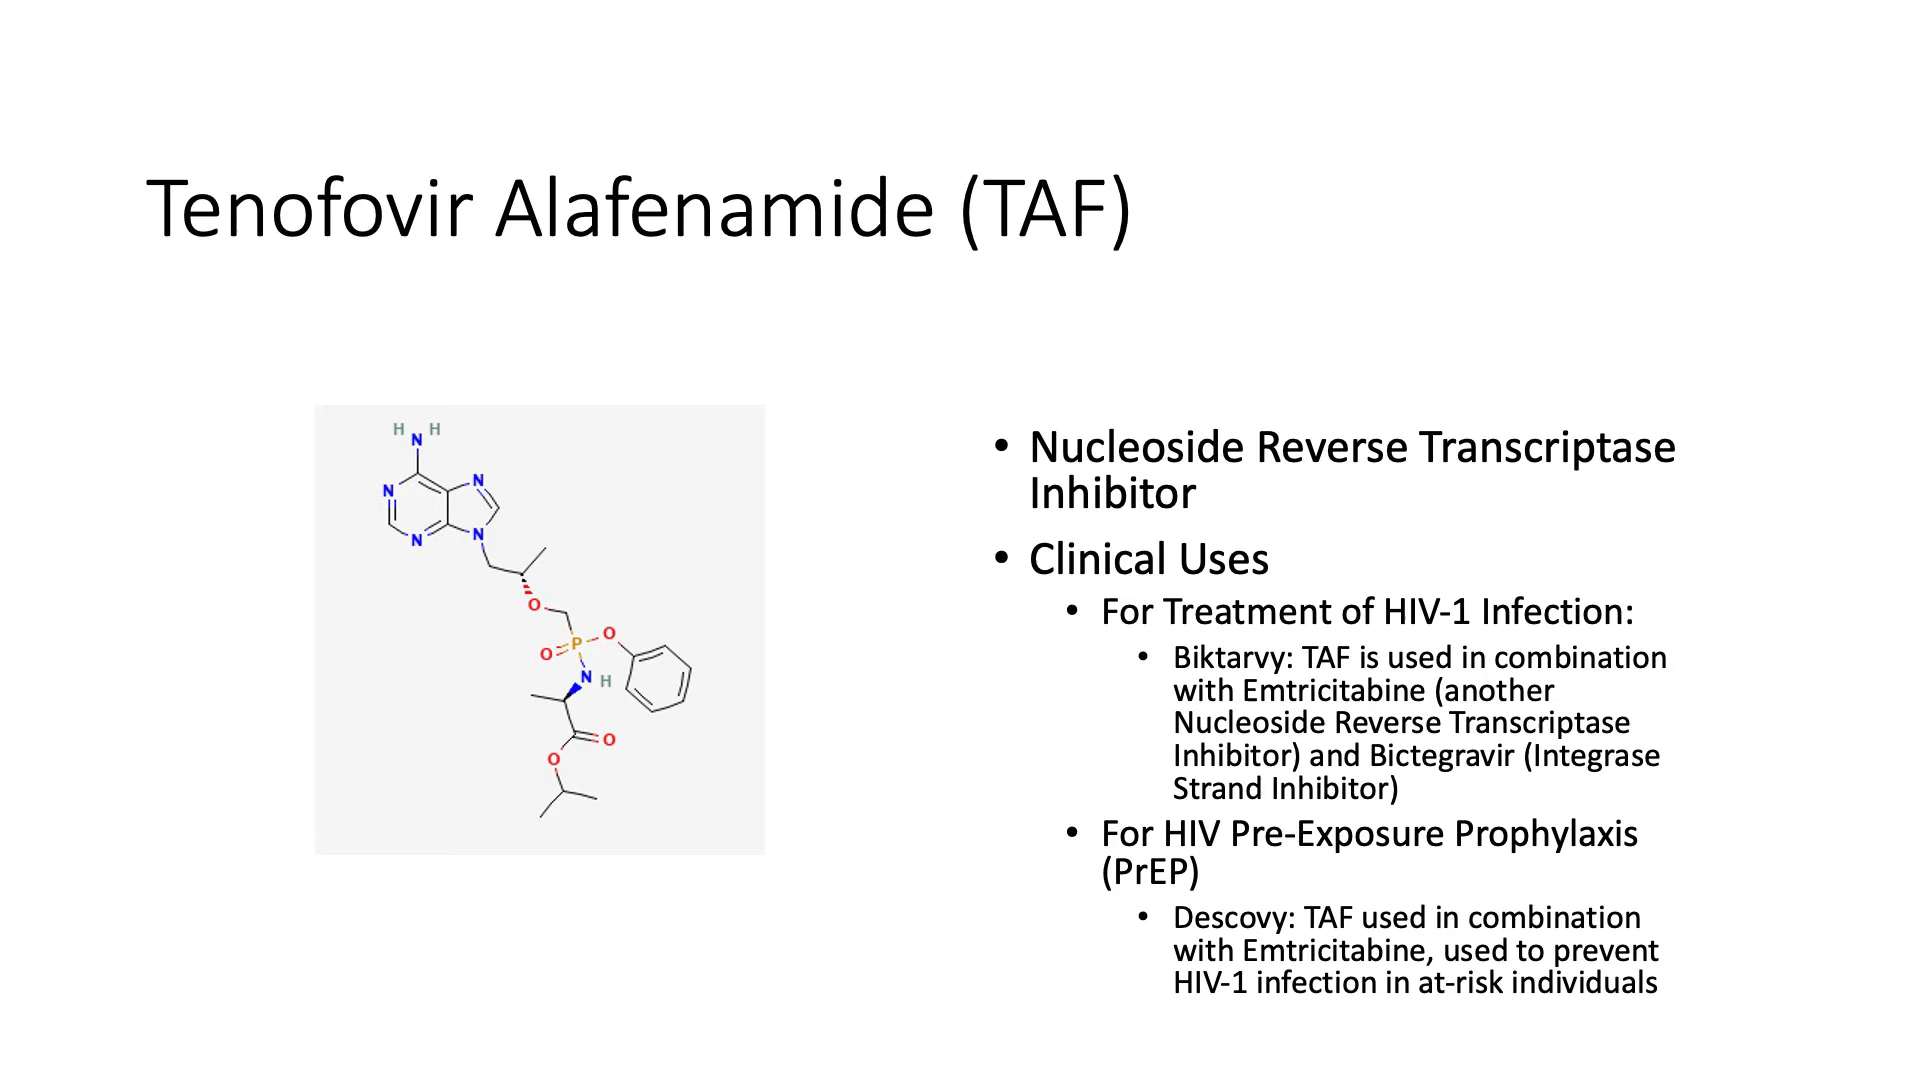 Tenofovir Alafenamide (TAF)
H H
N
N N
N N
O
O P O
N H
O
O
• Nucleoside Reverse Transcriptase
Inhibitor
• Clinical Uses
• For Treatment of HIV-1 Infection:
• Biktarvy: TAF is used in combination
with Emtricitabine (another
Nucleoside Reverse Transcriptase
Inhibitor) and Bictegravir (Integrase
Strand Inhibitor)
• For HIV Pre-Exposure Prophylaxis
(PrEP)
• Descovy: TAF used in combination
with Emtricitabine, used to prevent
HIV-1 infection in at-risk individuals